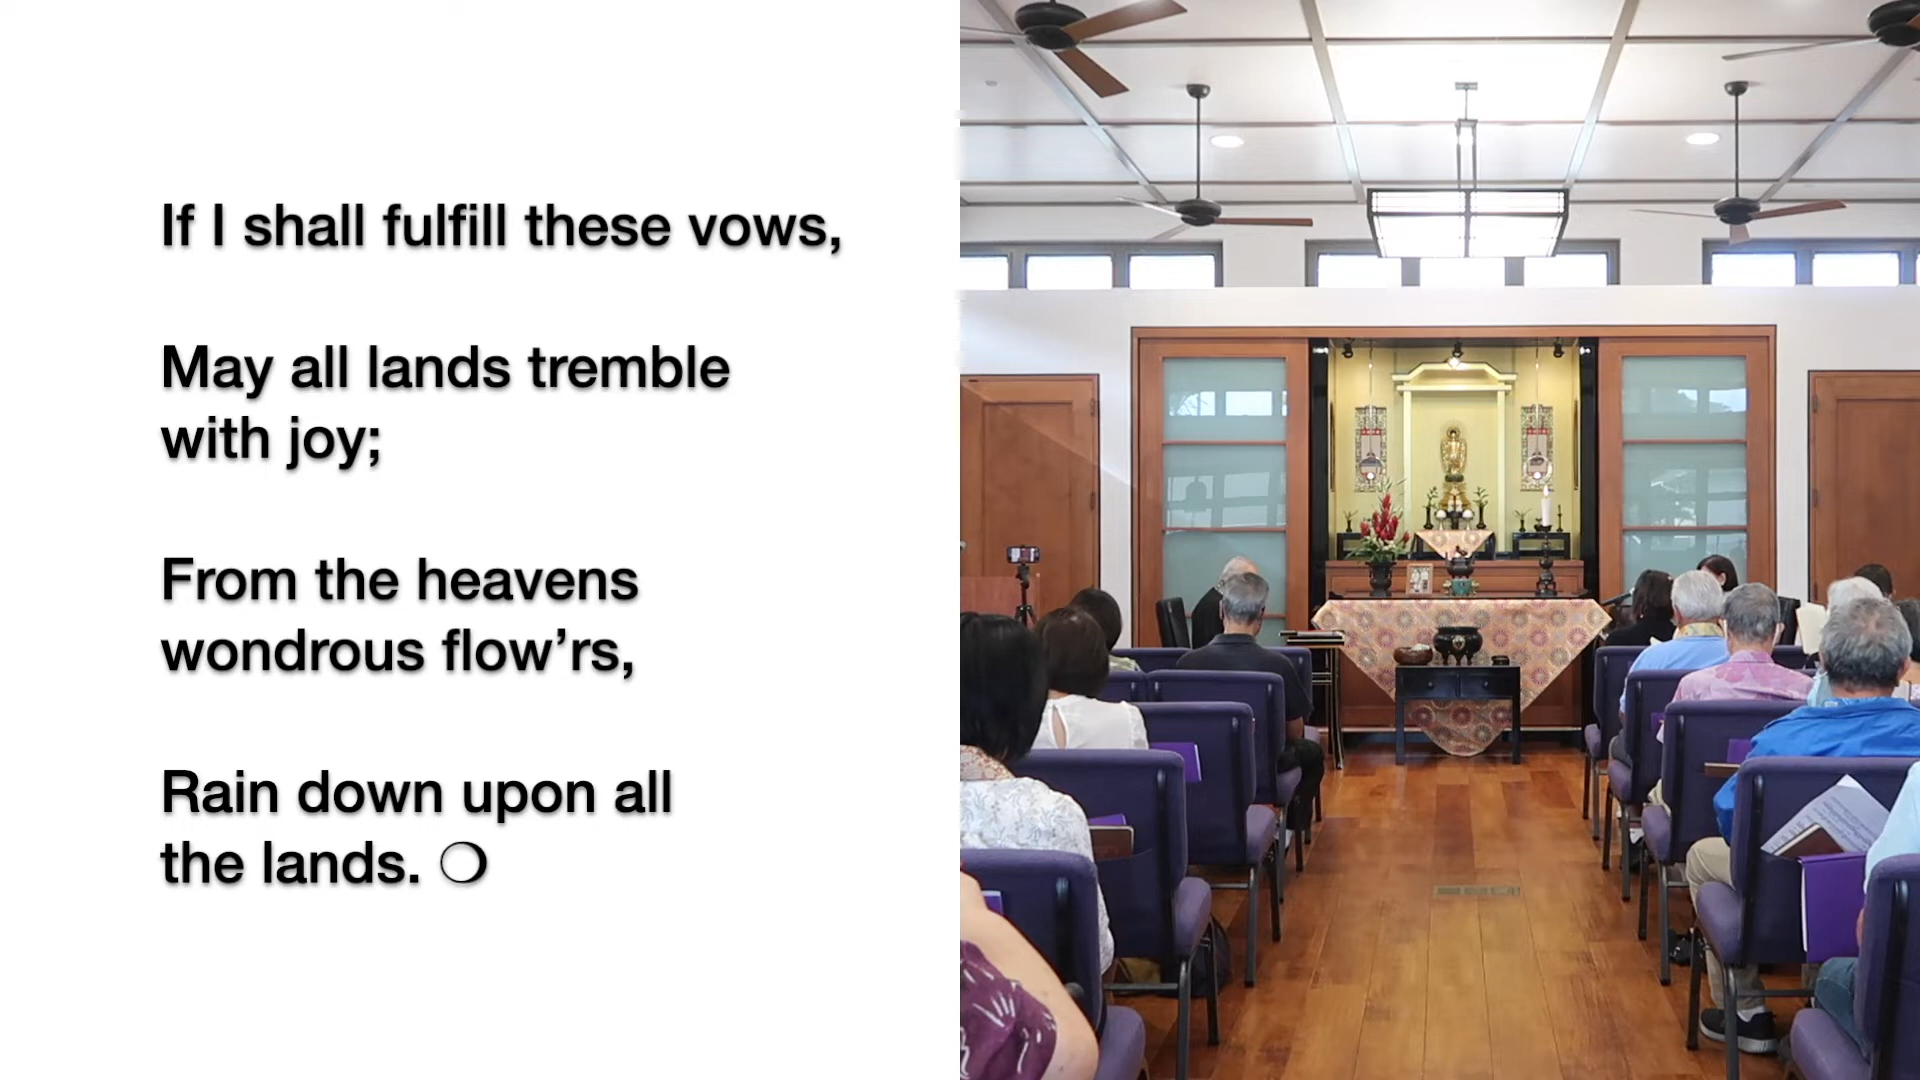 If I shall fulfill these vows,
May all lands tremble
with joy;
From the heavens
wondrous flow’rs,
Rain down upon all
the lands. ❍